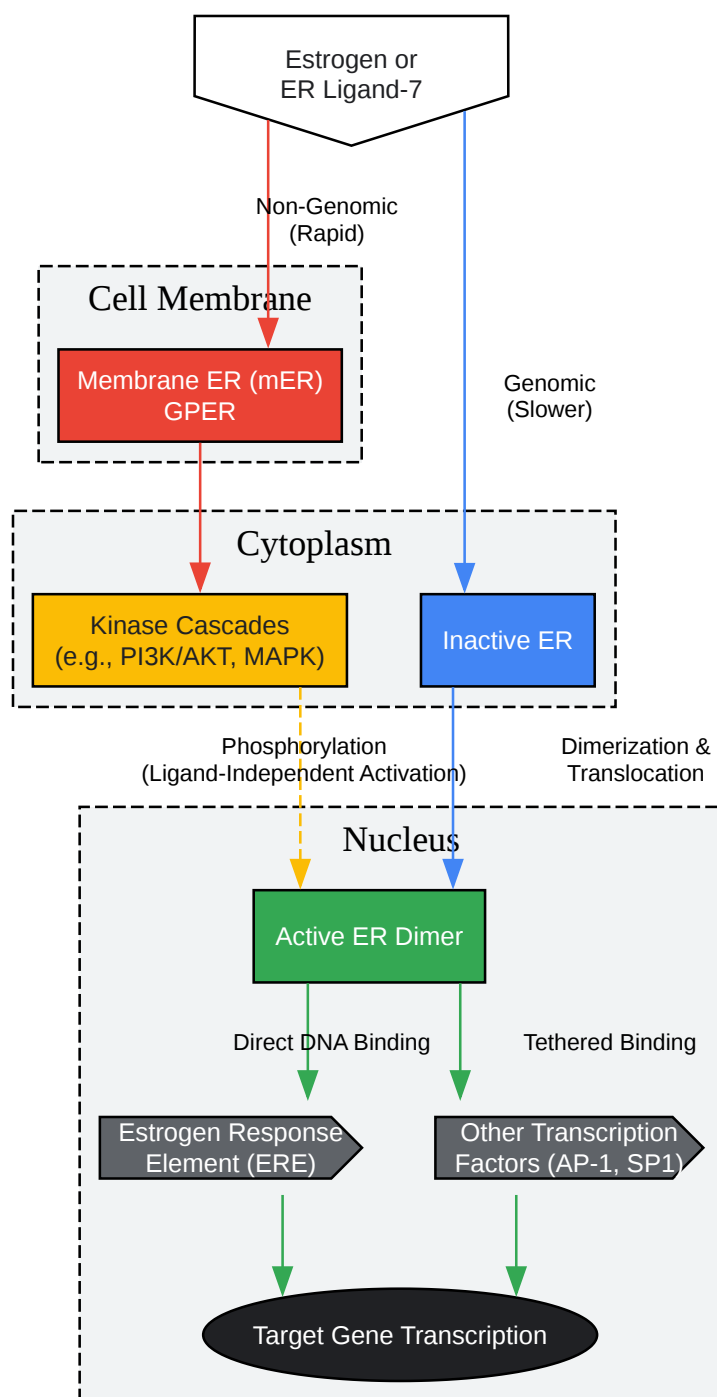 Estrogen or
ER Ligand-7
Non-Genomic
(Rapid)
Cell Membrane
Membrane ER (mER)
GPER
Genomic
(Slower)
Cytoplasm
Kinase Cascades
(e.g., PI3K/AKT, MAPK)
Inactive ER
Phosphorylation
(Ligand-Independent Activation)
Dimerization &
Translocation
Nucleus
Active ER Dimer
Direct DNA Binding
Tethered Binding
Estrogen Response
Element (ERE)
Other Transcription
Factors (AP-1, SP1)
Target Gene Transcription